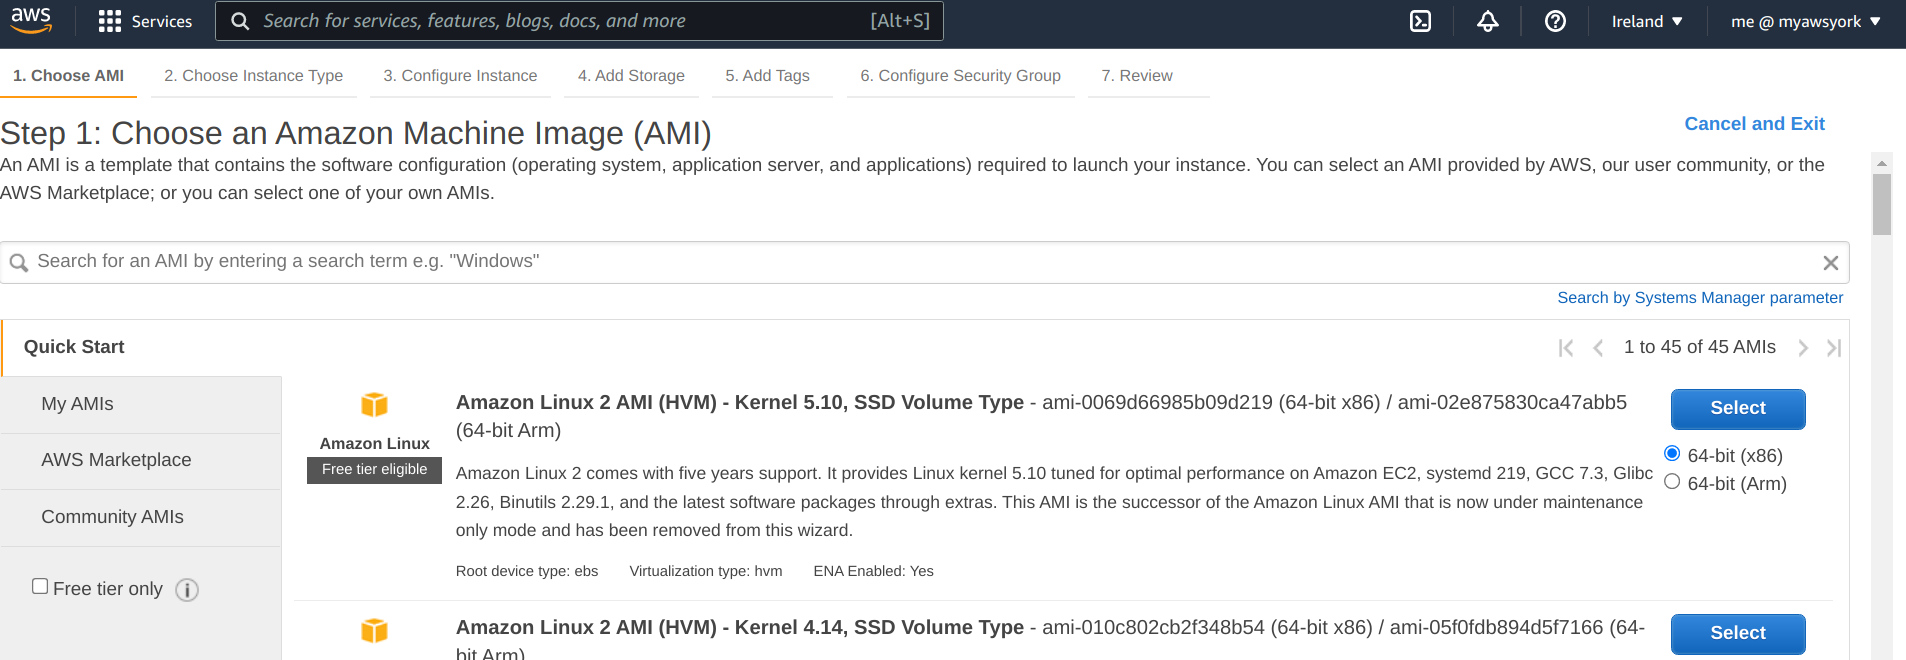 aws Services Search for services, features, blogs, docs, and more [Alt+S] Ireland me @ myawsyork
1. Choose AMI 2. Choose Instance Type 3. Configure Instance 4. Add Storage 5. Add Tags 6. Configure Security Group 7. Review
Step 1: Choose an Amazon Machine Image (AMI)
Cancel and Exit
An AMI is a template that contains the software configuration (operating system, application server, and applications) required to launch your instance. You can select an AMI provided by AWS, our user community, or the
AWS Marketplace; or you can select one of your own AMIs.
Search for an AMI by entering a search term e.g. "Windows"
Search by Systems Manager parameter
Quick Start
1 to 45 of 45 AMIs
My AMIs
AWS Marketplace
Community AMIs
Free tier only
Amazon Linux
Free tier eligible
Amazon Linux 2 AMI (HVM) - Kernel 5.10, SSD Volume Type - ami-0069d66985b09d219 (64-bit x86) / ami-02e875830ca47abb5
(64-bit Arm)
Amazon Linux 2 comes with five years support. It provides Linux kernel 5.10 tuned for optimal performance on Amazon EC2, systemd 219, GCC 7.3, Glibc
2.26, Binutils 2.29.1, and the latest software packages through extras. This AMI is the successor of the Amazon Linux AMI that is now under maintenance
only mode and has been removed from this wizard.
Root device type: ebs Virtualization type: hvm ENA Enabled: Yes
Select
64-bit (x86)
64-bit (Arm)
Amazon Linux 2 AMI (HVM) - Kernel 4.14, SSD Volume Type - ami-010c802cb2f348b54 (64-bit x86) / ami-05f0fdb894d5f7166 (64-
bit Arm)
Select